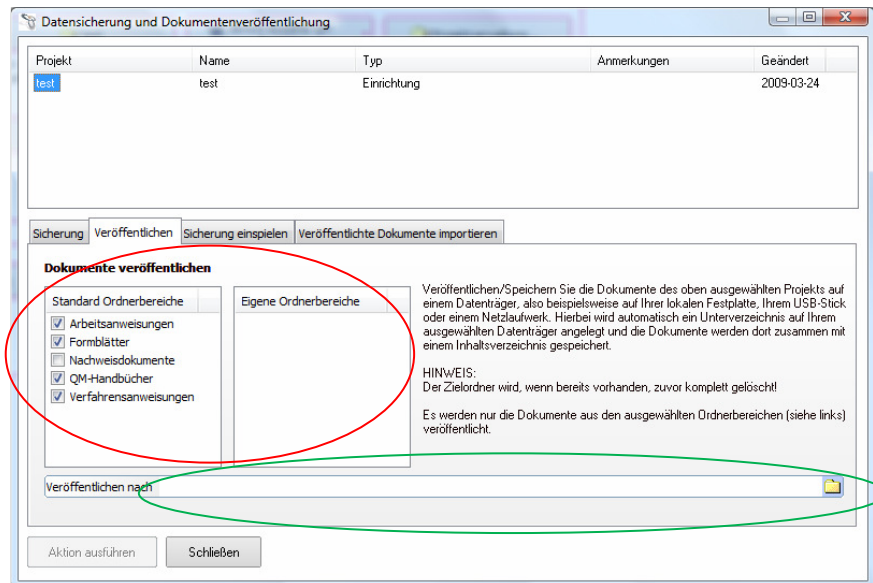 Datensicherung und Dokumentenveröffentlichung
Projekt Name Typ Anmerkungen Geändert
test test Einrichtung 2009-03-24
Sicherung Veröffentlichen Sicherung einspielen Veröffentlichte Dokumente importieren
Dokumente veröffentlichen
Standard Ordnerbereiche
Arbeitsanweisungen
Formblätter
Nachweisdokumente
QM-Handbücher
Verfahrensanweisungen
Eigene Ordnerbereiche
Veröffentlichen/Speichern Sie die Dokumente des oben ausgewählten Projekts auf
einem Datenträger, also beispielsweise auf Ihrer lokalen Festplatte, Ihrem USB-Stick
oder einem Netzlaufwerk. Hierbei wird automatisch ein Unterverzeichnis auf Ihrem
ausgewählten Datenträger angelegt und die Dokumente werden dort zusammen mit
einem Inhaltsverzeichnis gespeichert.
HINWEIS:
Der Zielordner wird, wenn bereits vorhanden, zuvor komplett gelöscht!
Es werden nur die Dokumente aus den ausgewählten Ordnerbereichen (siehe links)
veröffentlicht.
Veröffentlichen nach
Aktion ausführen Schließen